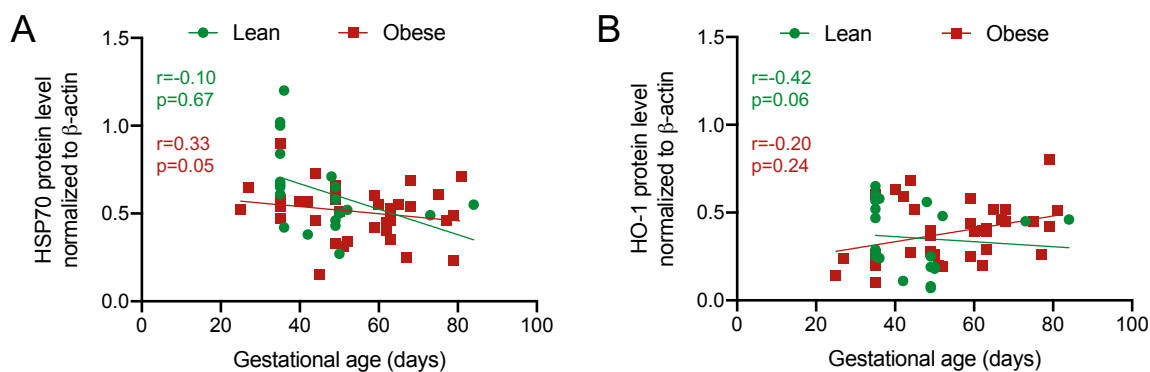 A
Lean Obese
HSP70 protein level
normalized to β-actin
1.5
1.0
0.5
0.0
r=-0.10
p=0.67
r=0.33
p=0.05
0 20 40 60 80 100
Gestational age (days)
B
Lean Obese
HO-1 protein level
normalized to β-actin
1.5
1.0
0.5
0.0
r=-0.42
p=0.06
r=-0.20
p=0.24
0 20 40 60 80 100
Gestational age (days)